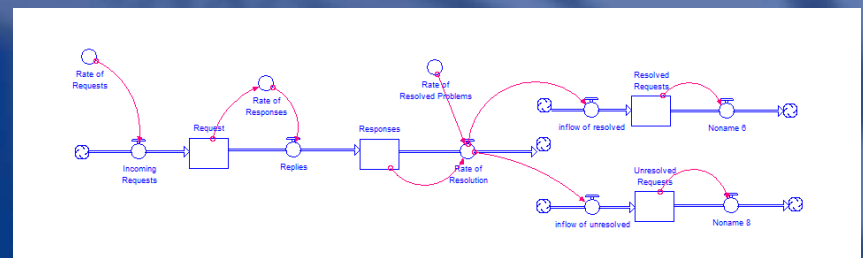 Rate of
Requests
Rate of
Responses
Rate of
Resolved Problems
Resolved
Requests
Request
Responses
inflow of resolved
Noname 6
Incoming
Requests
Replies
Rate of
Resolution
Unresolved
Requests
inflow of unresolved
Noname 8